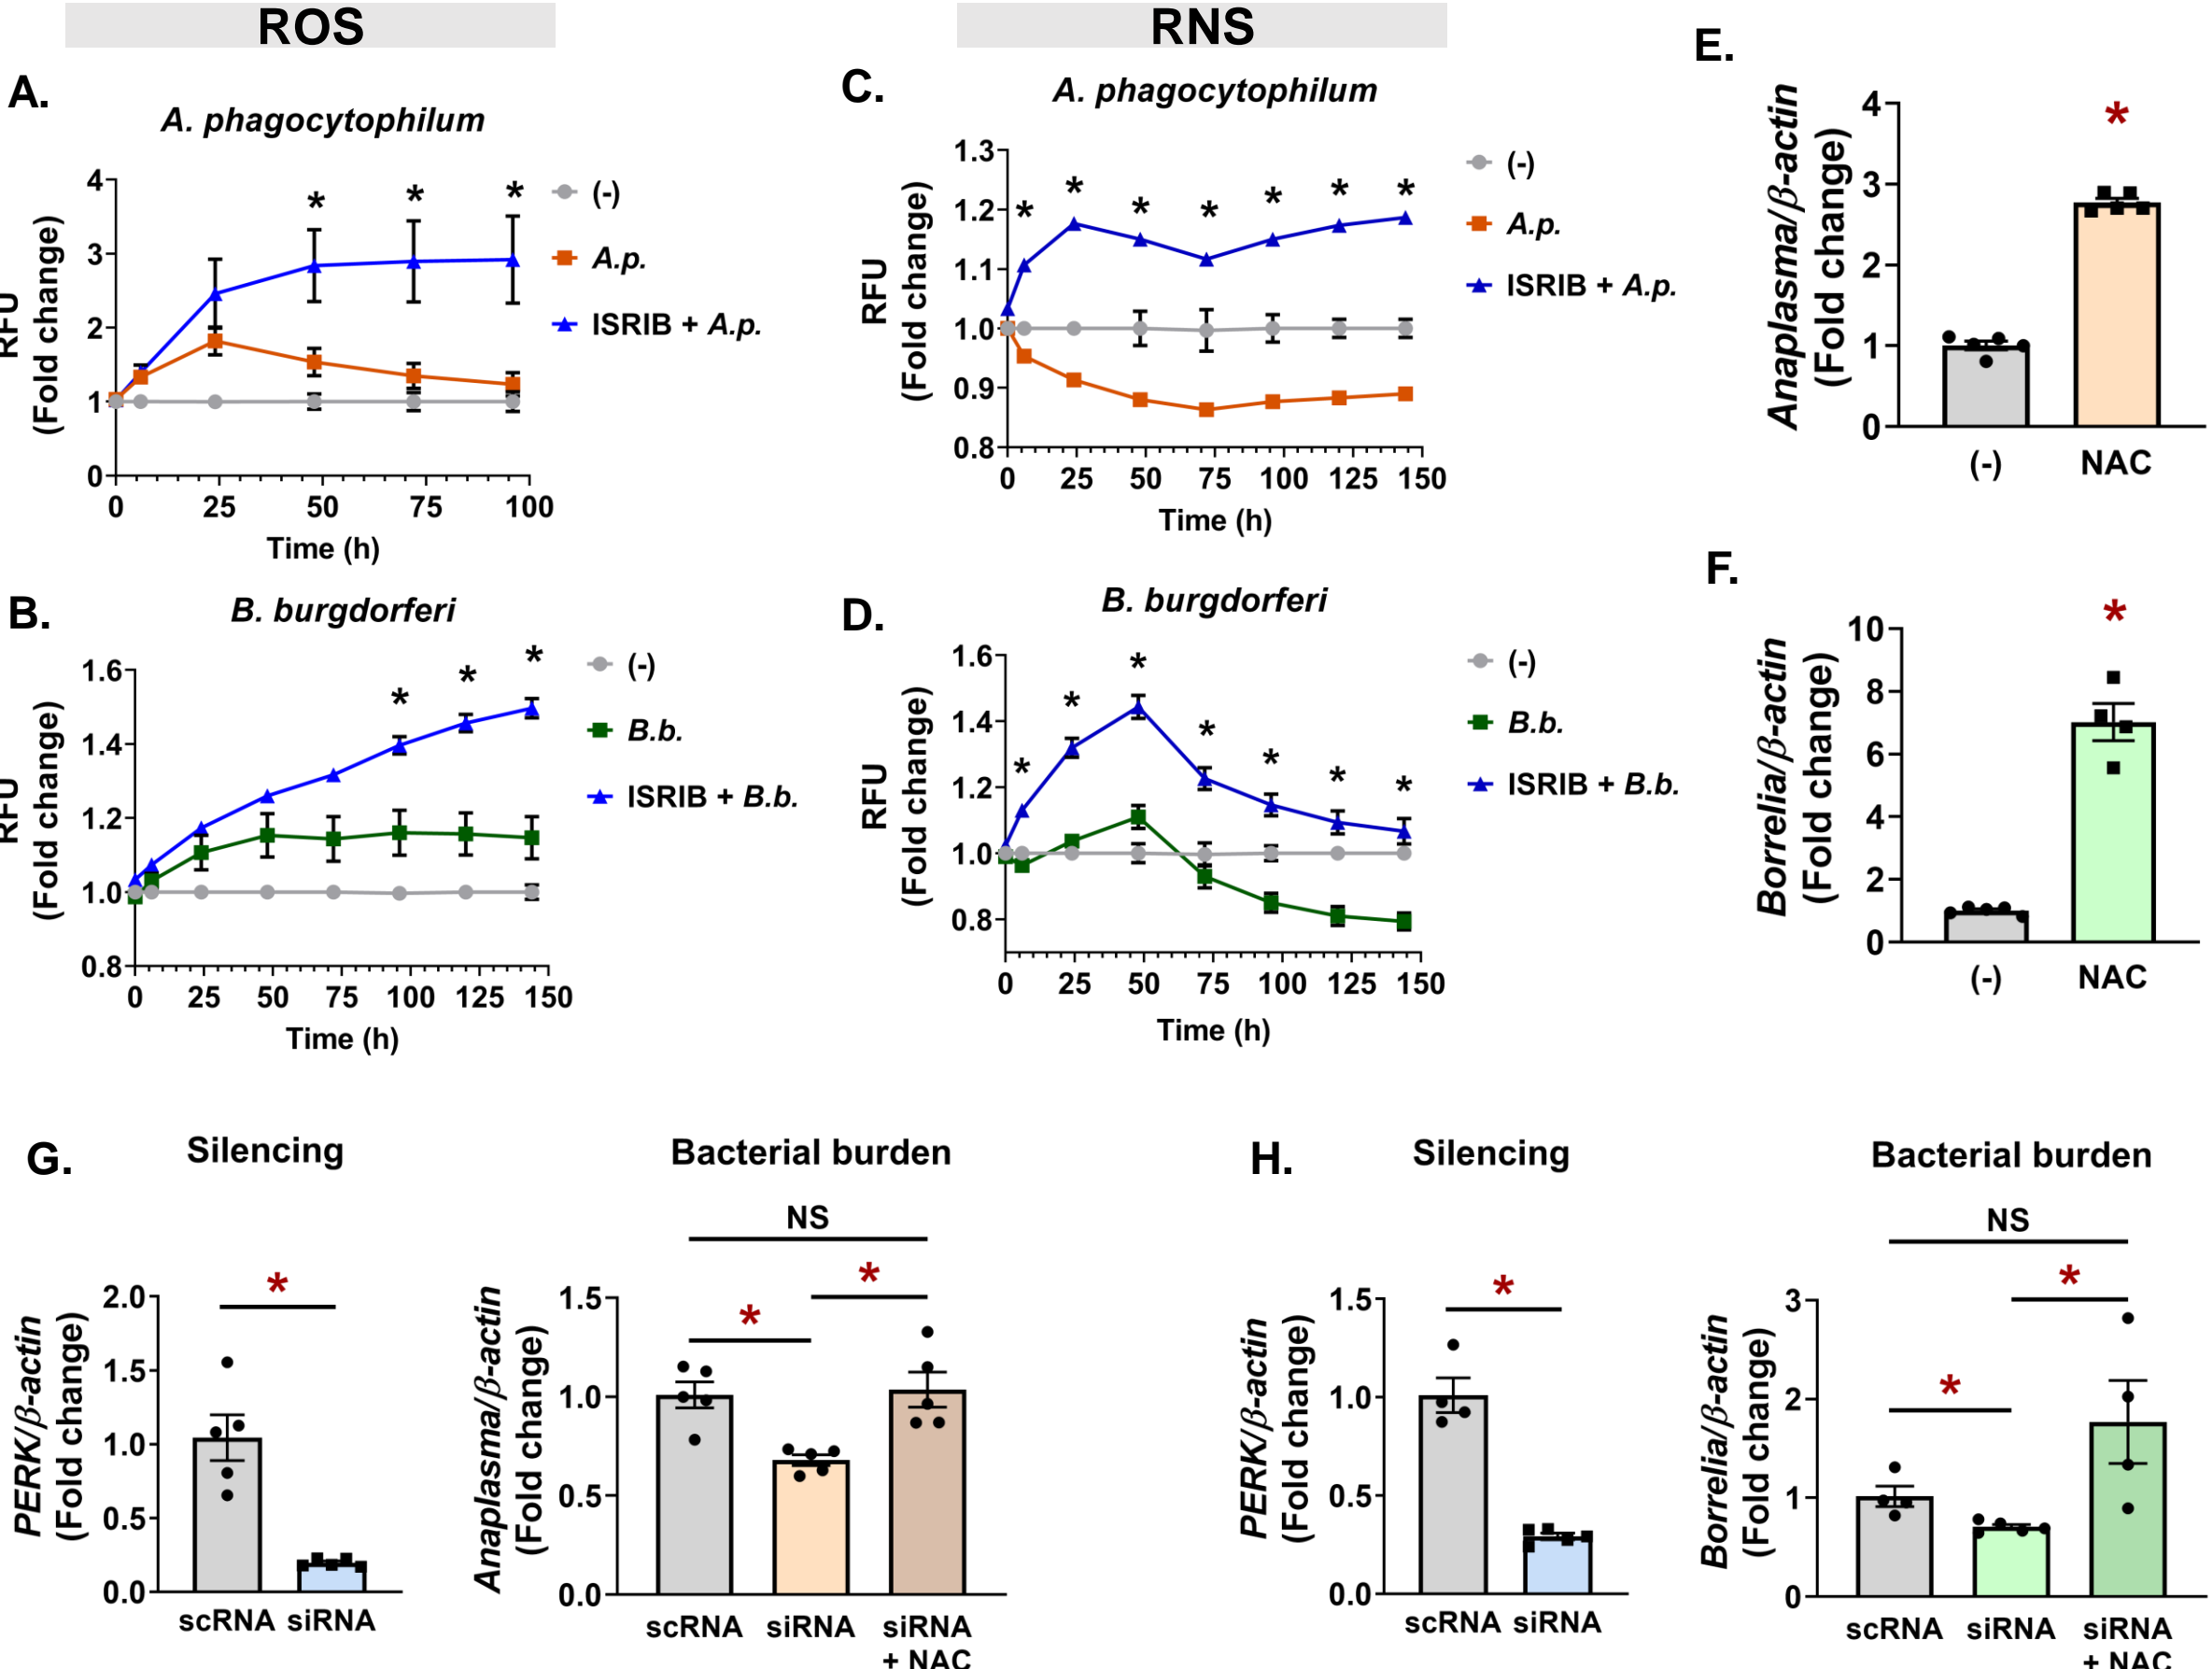 ROS
RNS
A.
A. phagocytophilum
RFU
(Fold change)
4
3
2
1
0
0 25 50 75 100
Time (h)
* * *
(-)
A.p.
ISRIB + A.p.
C.
A. phagocytophilum
RFU
(Fold change)
1.3
1.2
1.1
1.0
0.9
0.8
0 25 50 75 100 125 150
Time (h)
* * * * * * *
(-)
A.p.
ISRIB + A.p.
E.
Anaplasma/β-actin
(Fold change)
4
3
2
1
0
*
(-) NAC
B.
B. burgdorferi
RFU
(Fold change)
1.6
1.4
1.2
1.0
0.8
0 25 50 75 100 125 150
Time (h)
* * *
(-)
B.b.
ISRIB + B.b.
D.
B. burgdorferi
RFU
(Fold change)
1.6
1.4
1.2
1.0
0.8
0 25 50 75 100 125 150
Time (h)
* * * * * * *
(-)
B.b.
ISRIB + B.b.
F.
Borrelia/β-actin
(Fold change)
10
8
6
4
2
0
*
(-) NAC
G.
Silencing
PERK/β-actin
(Fold change)
2.0
1.5
1.0
0.5
0.0
*
scRNA siRNA
Bacterial burden
Anaplasma/β-actin
(Fold change)
1.5
1.0
0.5
0.0
NS
* *
scRNA siRNA siRNA
+ NAC
H.
Silencing
PERK/β-actin
(Fold change)
1.5
1.0
0.5
0.0
*
scRNA siRNA
Bacterial burden
Borrelia/β-actin
(Fold change)
3
2
1
0
NS
* *
scRNA siRNA siRNA
+ NAC